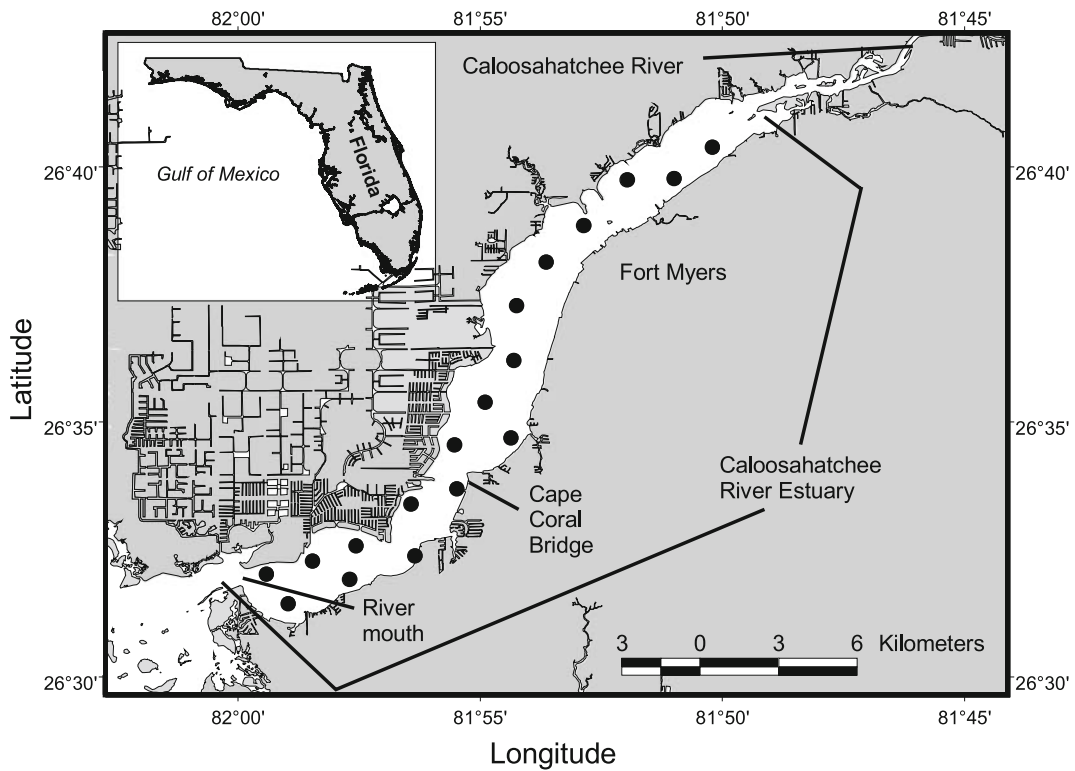 82°00'
81°55'
81°50'
81°45'
Caloosahatchee River
Gulf of Mexico
Florida
26°40'
26°40'
Fort Myers
Latitude
26°35'
26°35'
Caloosahatchee
River Estuary
Cape
Coral
Bridge
River
mouth
3 0 3 6 Kilometers
26°30'
26°30'
82°00'
81°55'
81°50'
81°45'
Longitude